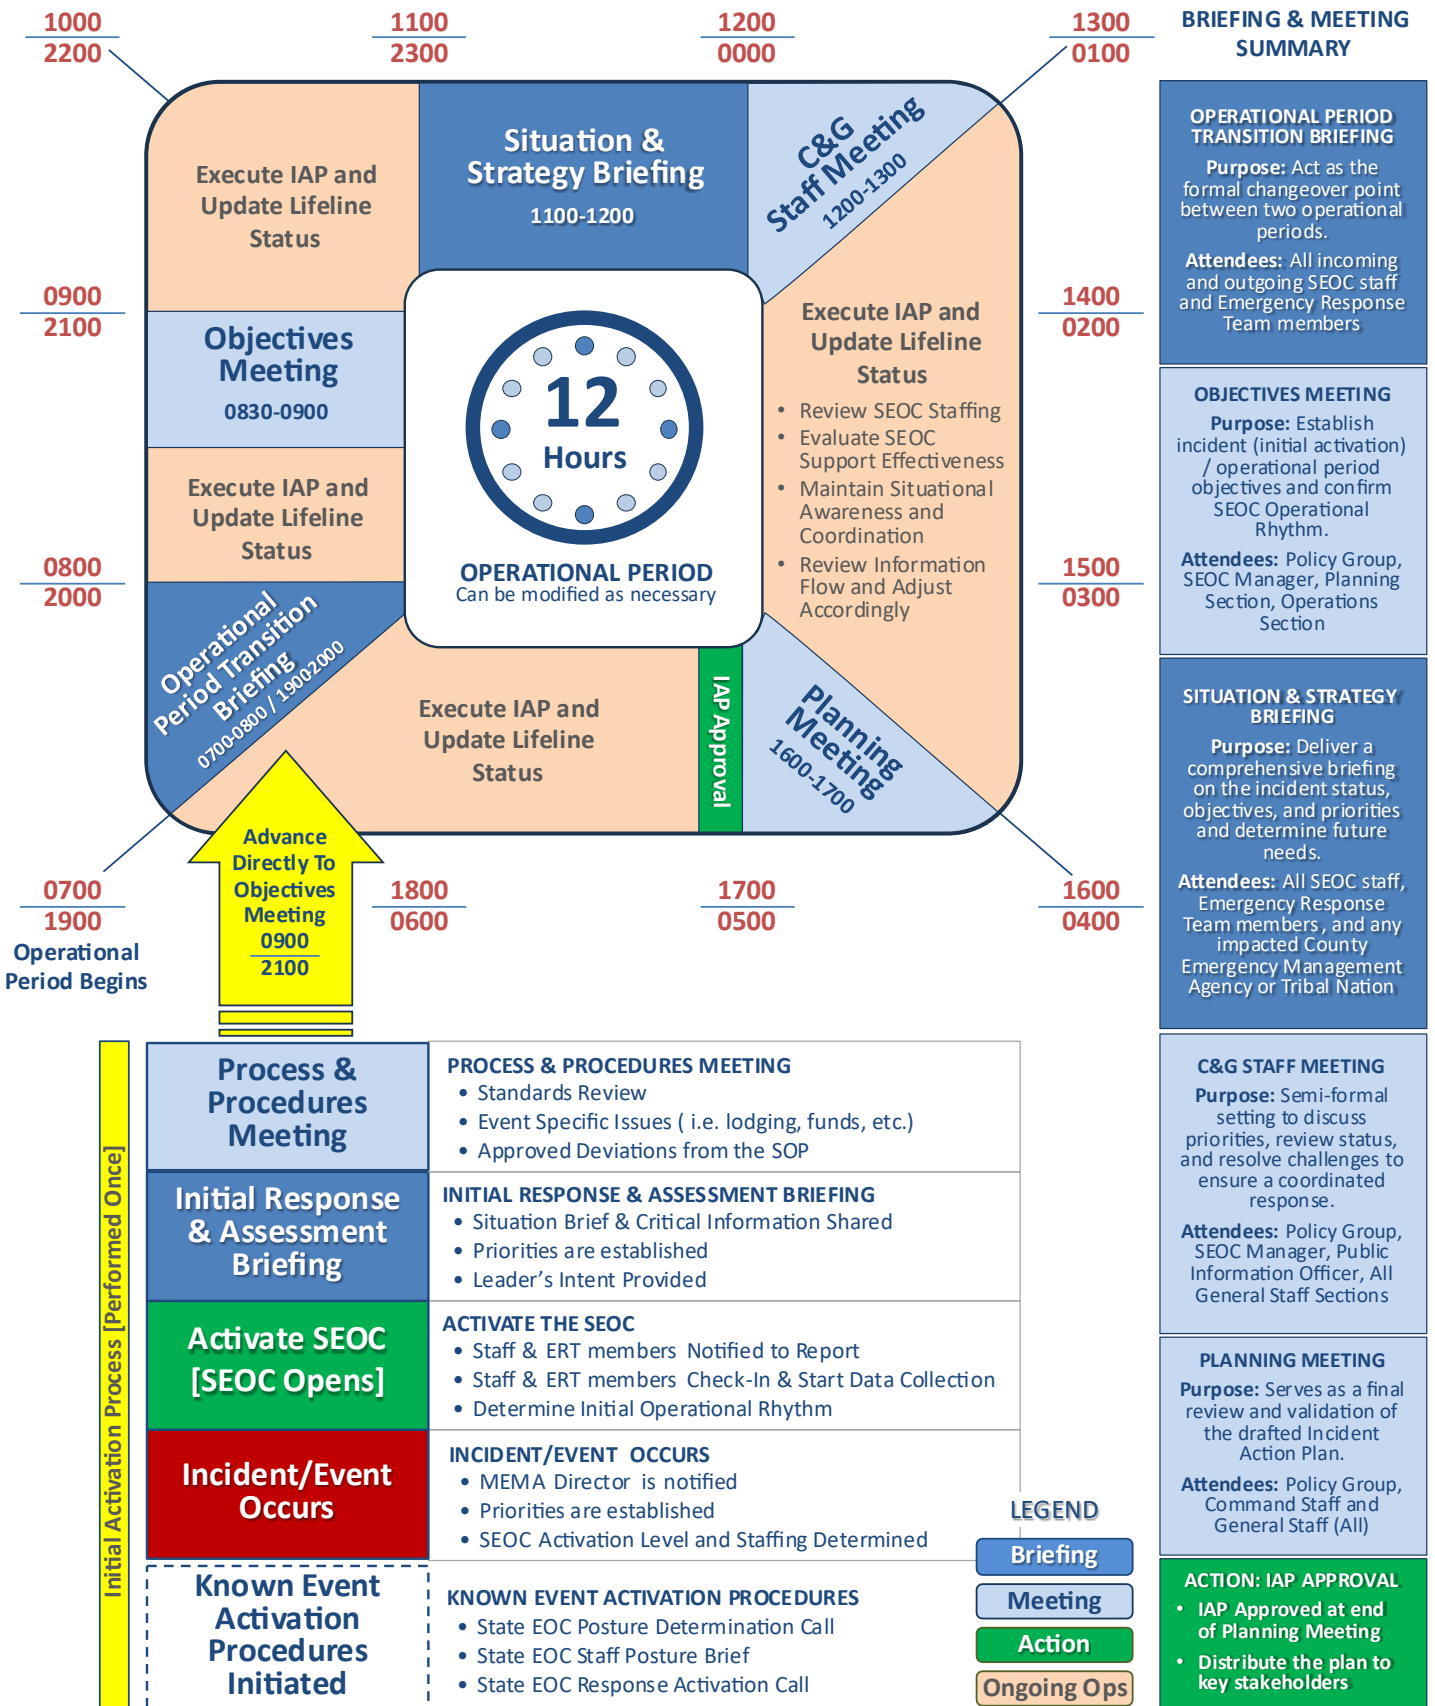 1000
2200
1100
2300
1200
0000
1300
0100
Execute IAP and
Update Lifeline
Status
Situation &
Strategy Briefing
1100-1200
C&G
Staff Meeting
1200-1300
0900
2100
Objectives
Meeting
0830-0900
12
Hours
OPERATIONAL PERIOD
Can be modified as necessary
Execute IAP and
Update Lifeline
Status
• Review SEOC Staffing
• Evaluate SEOC
Support Effectiveness
• Maintain Situational
Awareness and
Coordination
• Review Information
Flow and Adjust
Accordingly
1400
0200
Execute IAP and
Update Lifeline
Status
0800
2000
1500
0300
Operational
Period Transition
Briefing
0700-0800 / 1900-2000
Execute IAP and
Update Lifeline
Status
IAP Approval
Planning
Meeting
1600-1700
0700
1900
Operational
Period Begins
Advance
Directly To
Objectives
Meeting
0900
2100
1800
0600
1700
0500
1600
0400
Initial Activation Process [Performed Once]
Process &
Procedures
Meeting
PROCESS & PROCEDURES MEETING
• Standards Review
• Event Specific Issues ( i.e. lodging, funds, etc.)
• Approved Deviations from the SOP
Initial Response
& Assessment
Briefing
INITIAL RESPONSE & ASSESSMENT BRIEFING
• Situation Brief & Critical Information Shared
• Priorities are established
• Leader's Intent Provided
Activate SEOC
[SEOC Opens]
ACTIVATE THE SEOC
• Staff & ERT members Notified to Report
• Staff & ERT members Check-In & Start Data Collection
• Determine Initial Operational Rhythm
Incident/Event
Occurs
INCIDENT/EVENT OCCURS
• MEMA Director is notified
• Priorities are established
• SEOC Activation Level and Staffing Determined
Known Event
Activation
Procedures
Initiated
KNOWN EVENT ACTIVATION PROCEDURES
• State EOC Posture Determination Call
• State EOC Staff Posture Brief
• State EOC Response Activation Call
LEGEND
Briefing
Meeting
Action
Ongoing Ops
BRIEFING & MEETING
SUMMARY
OPERATIONAL PERIOD
TRANSITION BRIEFING
Purpose: Act as the
formal changeover point
between two operational
periods.
Attendees: All incoming
and outgoing SEOC staff
and Emergency Response
Team members
OBJECTIVES MEETING
Purpose: Establish
incident (initial activation)
/ operational period
objectives and confirm
SEOC Operational
Rhythm.
Attendees: Policy Group,
SEOC Manager, Planning
Section, Operations
Section
SITUATION & STRATEGY
BRIEFING
Purpose: Deliver a
comprehensive briefing
on the incident status,
objectives, and priorities
and determine future
needs.
Attendees: All SEOC staff,
Emergency Response
Team members, and any
impacted County
Emergency Management
Agency or Tribal Nation
C&G STAFF MEETING
Purpose: Semi-formal
setting to discuss
priorities, review status,
and resolve challenges to
ensure a coordinated
response.
Attendees: Policy Group,
SEOC Manager, Public
Information Officer, All
General Staff Sections
PLANNING MEETING
Purpose: Serves as a final
review and validation of
the drafted Incident
Action Plan.
Attendees: Policy Group,
Command Staff and
General Staff (All)
ACTION: IAP APPROVAL
• IAP Approved at end
of Planning Meeting
• Distribute the plan to
key stakeholders